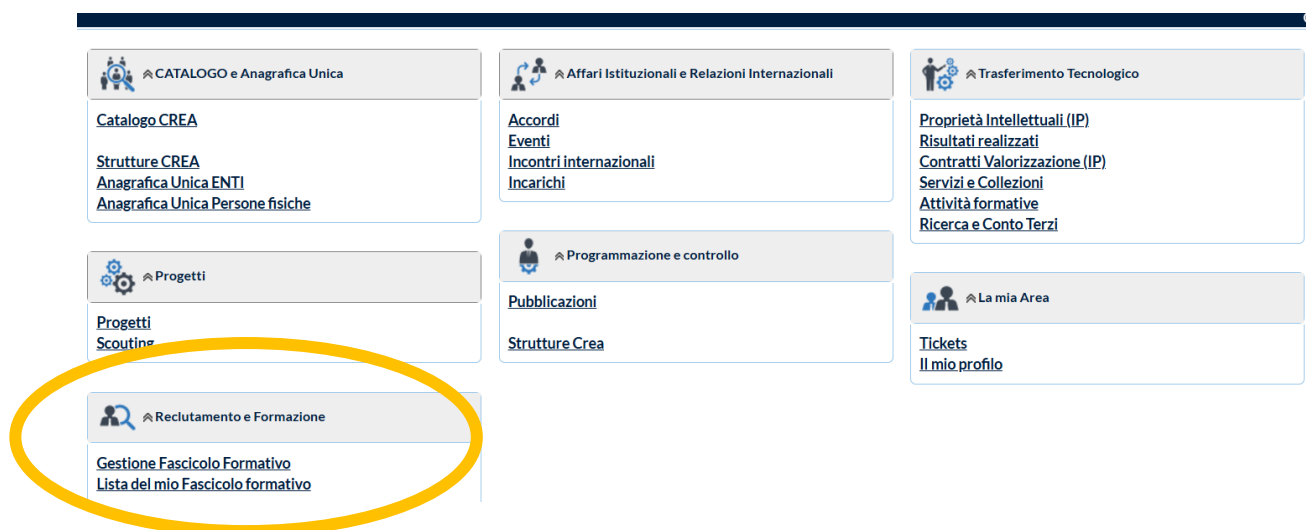 CATALOGO e Anagrafica Unica
Catalogo CREA
Strutture CREA
Anagrafica Unica ENTI
Anagrafica Unica Persone fisiche
Progetti
Progetti
Scouting
Reclutamento e Formazione
Gestione Fascicolo Formativo
Lista del mio Fascicolo formativo
Affari Istituzionali e Relazioni Internazionali
Accordi
Eventi
Incontri internazionali
Incarichi
Programmazione e controllo
Pubblicazioni
Strutture Crea
Trasferimento Tecnologico
Proprietà Intellettuali (IP)
Risultati realizzati
Contratti Valorizzazione (IP)
Servizi e Collezioni
Attività formative
Ricerca e Conto Terzi
La mia Area
Tickets
Il mio profilo